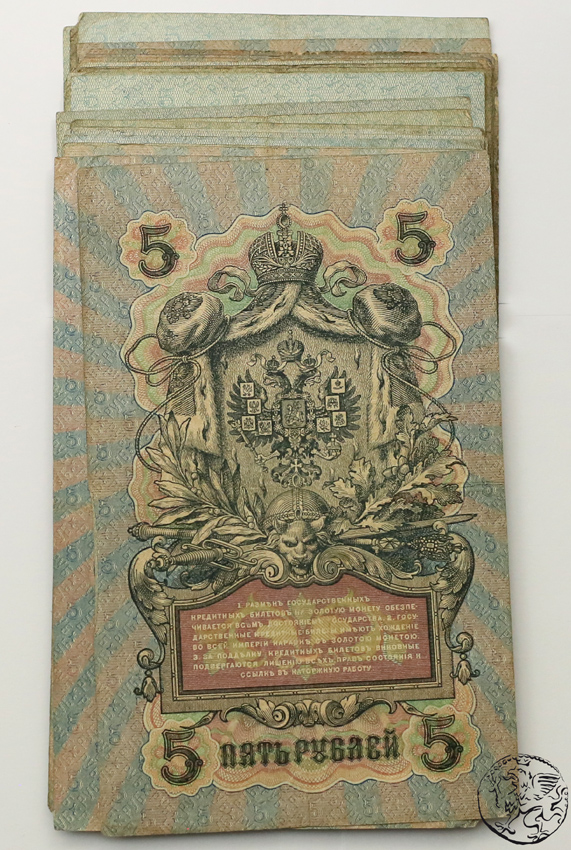 5 5
1. РАЗМѢНЪ ГОСУДАРСТВЕННЫХЪ
КРЕДИТНЫХЪ БИЛЕТОВЪ НА ЗОЛОТУЮ МОНЕТУ ОБЕЗПЕ-
ЧИВАЕТСЯ ВСѢМЪ ДОСТОЯНІЕМЪ ГОСУДАРСТВА. 2. ГОСУ-
ДАРСТВЕННЫЕ КРЕДИТНЫЕ БИЛЕТЫ ИМѢЮТЪ ХОЖДЕНІЕ
ВО ВСЕЙ ИМПЕРІИ НАРАВНѢ СЪ ЗОЛОТОЮ МОНЕТОЮ.
3. ЗА ПОДДѢЛКУ КРЕДИТНЫХЪ БИЛЕТОВЪ ВИНОВНЫЕ
ПОДВЕРГАЮТСЯ ЛИШЕНІЮ ВСѢХЪ ПРАВЪ СОСТОЯНІЯ И
ССЫЛКѢ ВЪ КАТОРЖНУЮ РАБОТУ.
5 ПЯТЬ РУБЛЕЙ 5